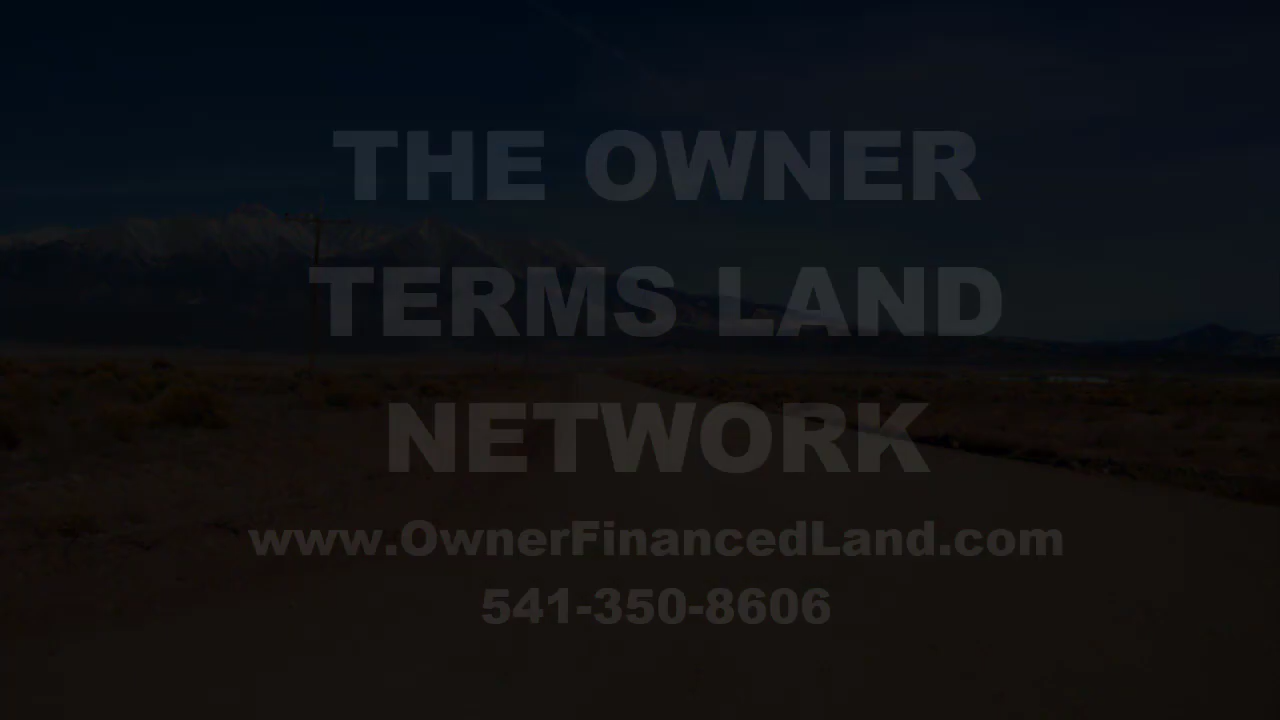 THE OWNER
TERMS LAND
NETWORK
www.OwnerFinancedLand.com
541-350-8606